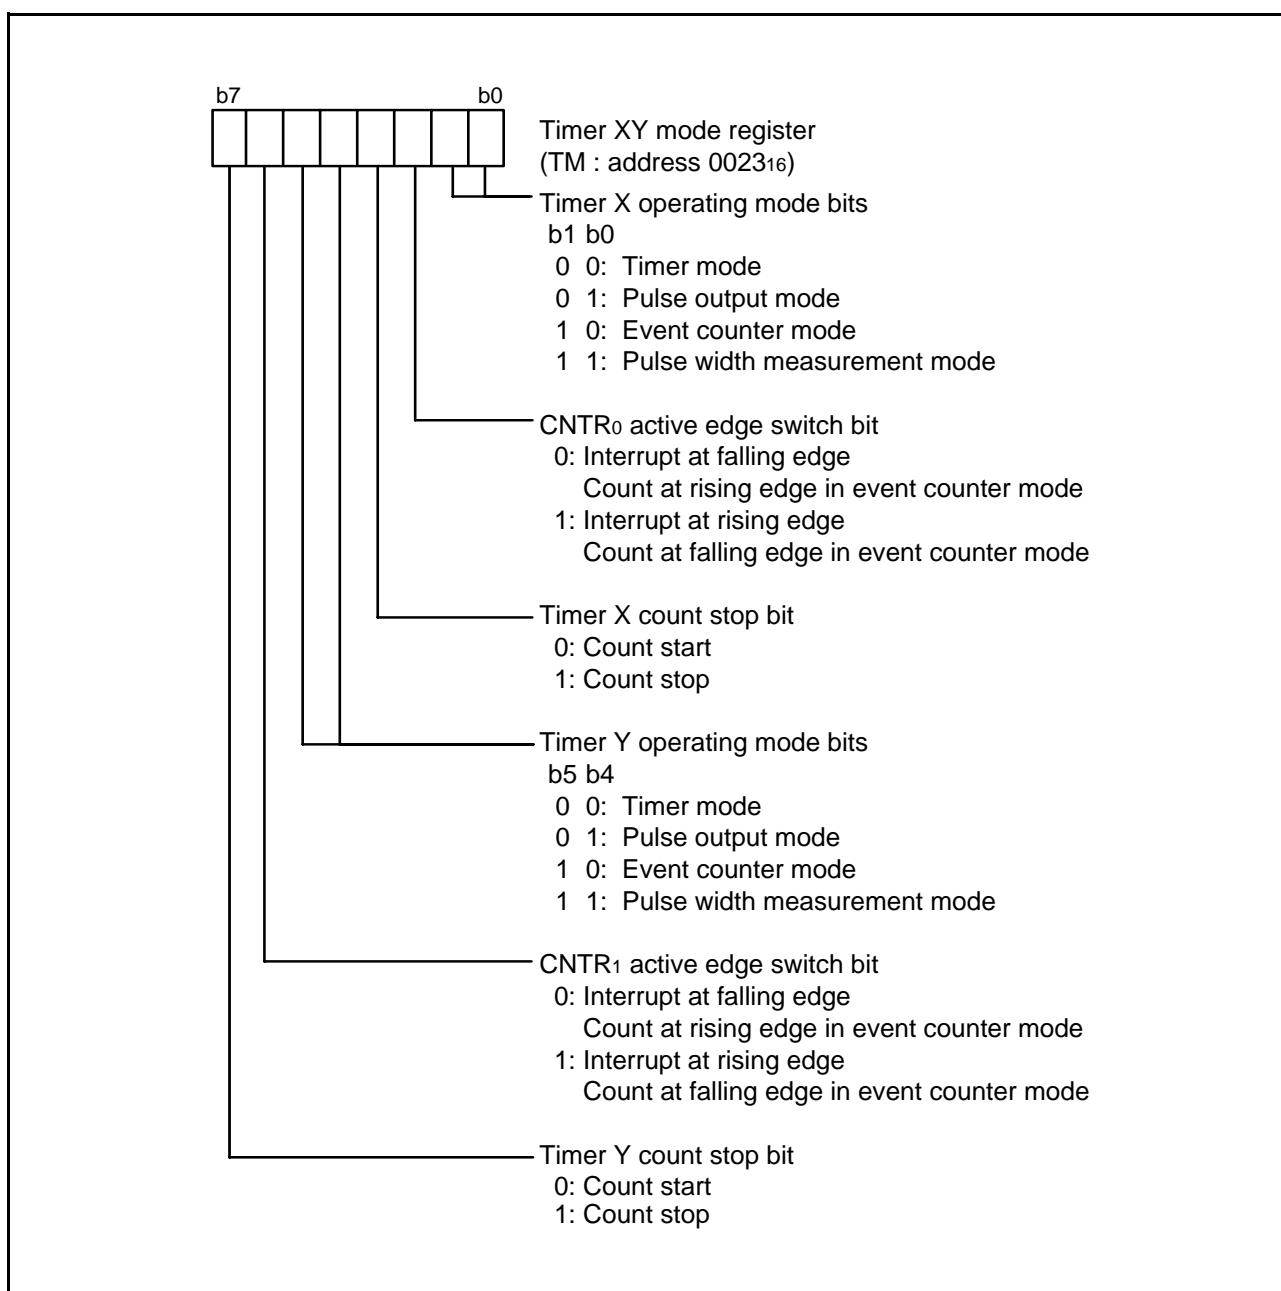 b7 b0
Timer XY mode register
(TM : address 002316)
Timer X operating mode bits
b1 b0
0 0: Timer mode
0 1: Pulse output mode
1 0: Event counter mode
1 1: Pulse width measurement mode
CNTR0 active edge switch bit
0: Interrupt at falling edge
Count at rising edge in event counter mode
1: Interrupt at rising edge
Count at falling edge in event counter mode
Timer X count stop bit
0: Count start
1: Count stop
Timer Y operating mode bits
b5 b4
0 0: Timer mode
0 1: Pulse output mode
1 0: Event counter mode
1 1: Pulse width measurement mode
CNTR1 active edge switch bit
0: Interrupt at falling edge
Count at rising edge in event counter mode
1: Interrupt at rising edge
Count at falling edge in event counter mode
Timer Y count stop bit
0: Count start
1: Count stop